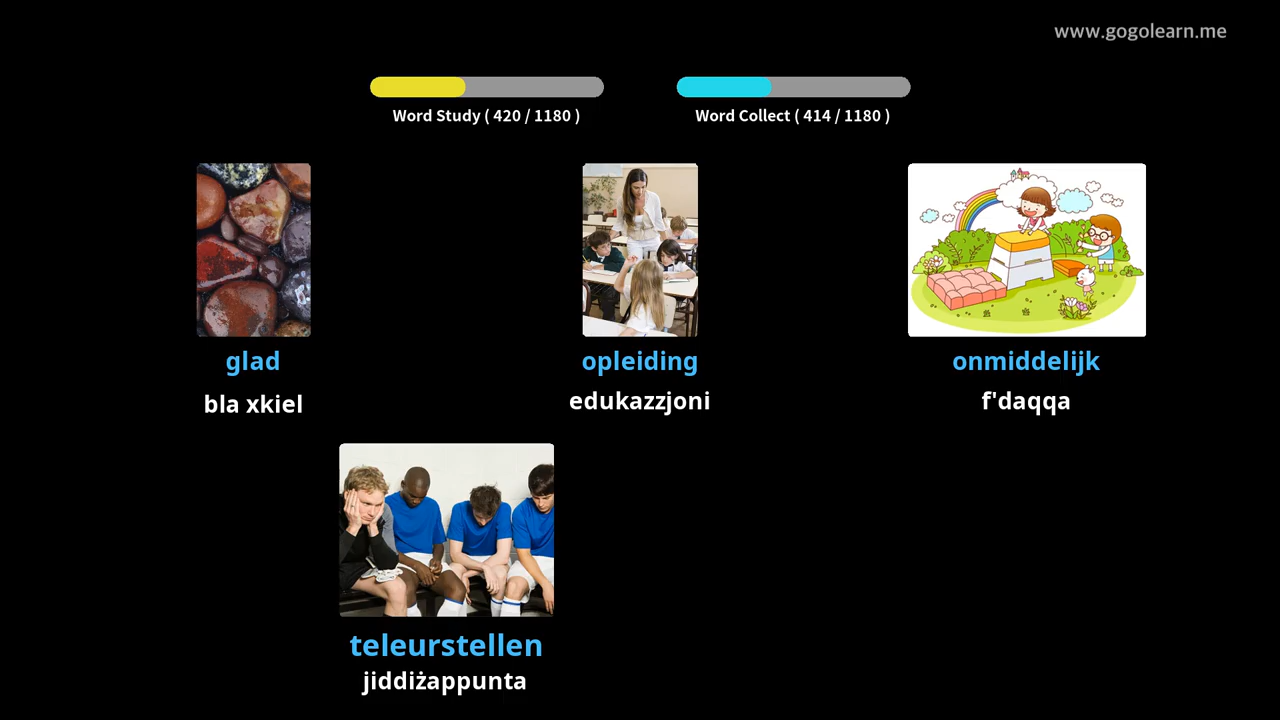 www.gogolearn.me
Word Study ( 420 / 1180 )
Word Collect ( 414 / 1180 )
glad
bla xkiel
opleiding
edukazzjoni
onmiddelijk
f'daqqa
teleurstellen
jiddiżappunta